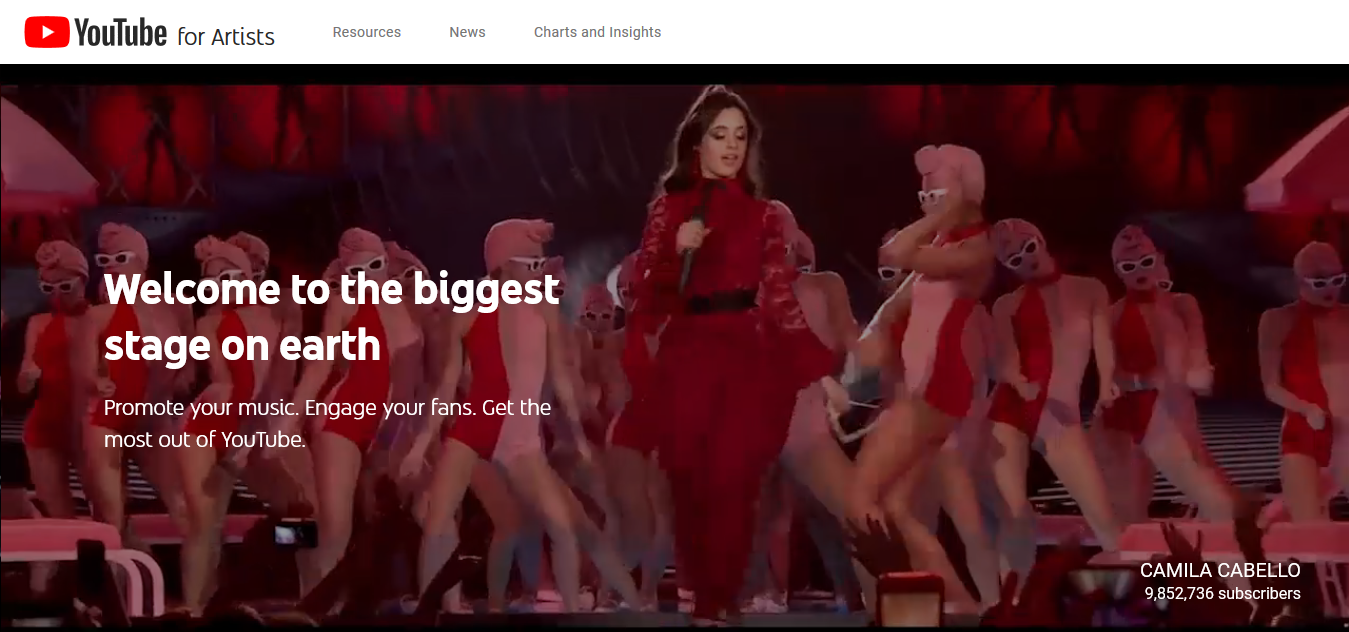 YouTube for Artists
Resources
News
Charts and Insights
Welcome to the biggest
stage on earth
Promote your music. Engage your fans. Get the
most out of YouTube.
CAMILA CABELLO
9,852,736 subscribers